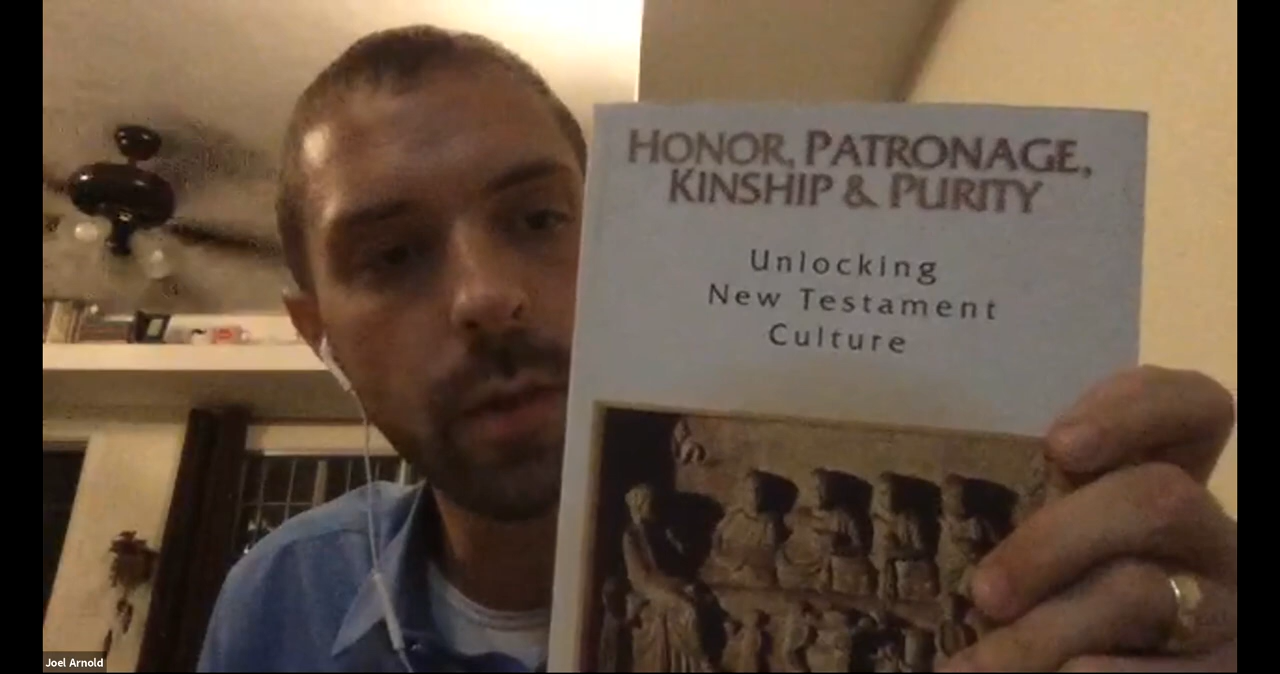 HONOR, PATRONAGE,
KINSHIP & PURITY
Unlocking
New Testament
Culture
Joel Arnold